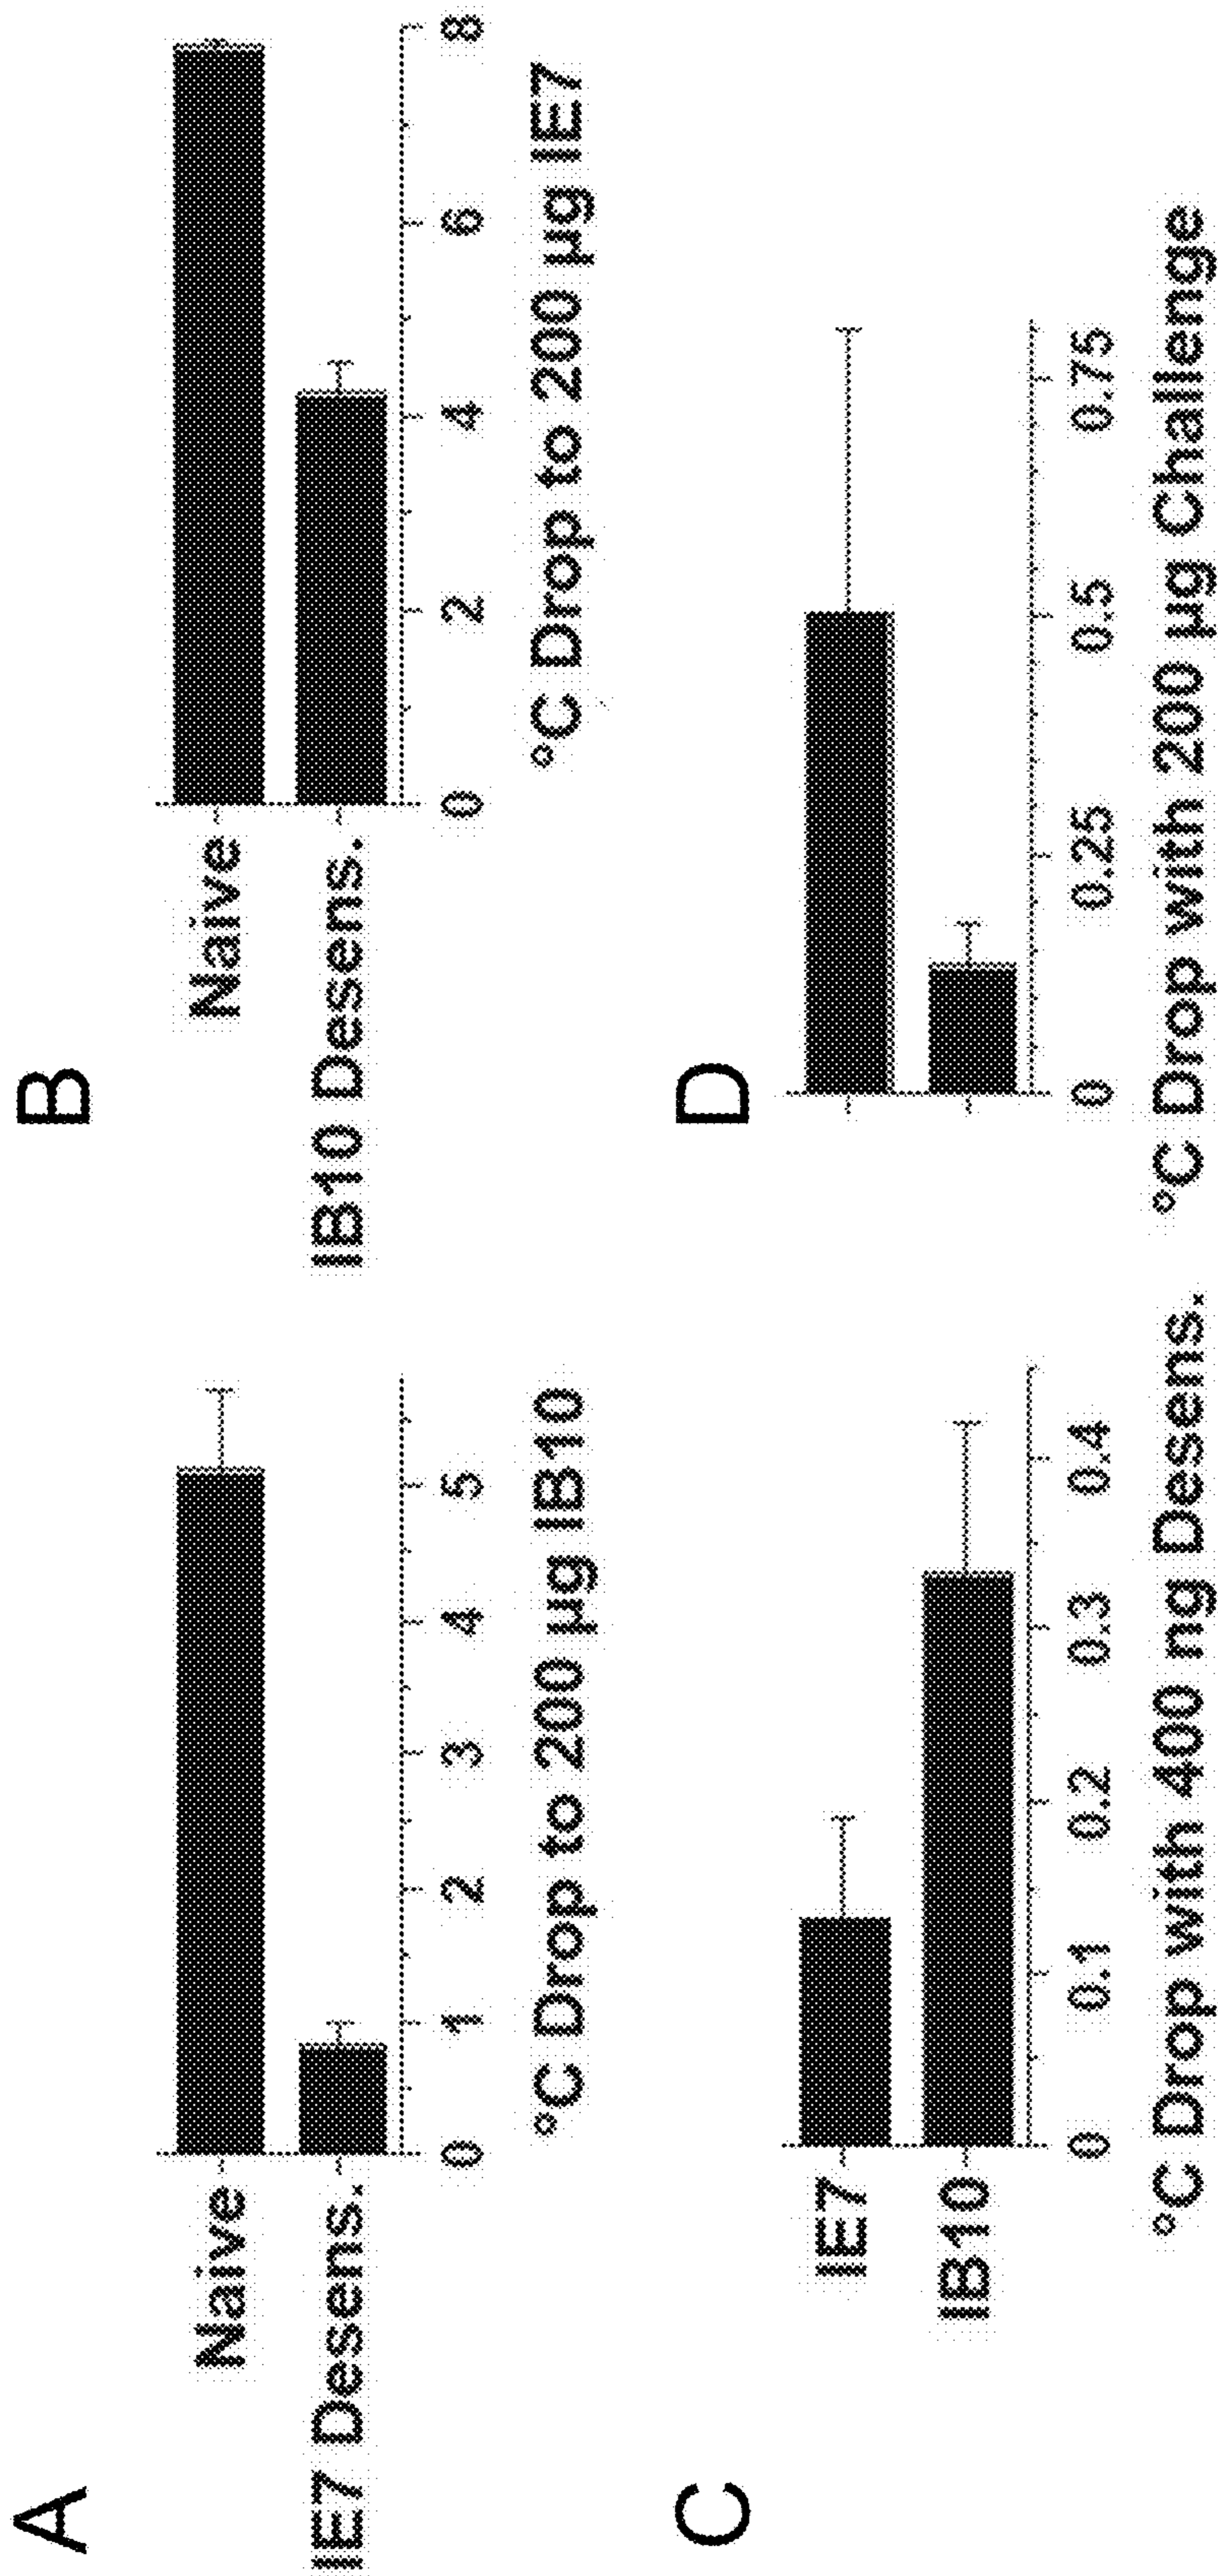 A
Naive
IE7 Desens.
0 1 2 3 4 5
°C Drop to 200 µg IB10
B
Naive
IB10 Desens.
0 2 4 6 8
°C Drop to 200 µg IE7
C
IE7
IB10
0 0.1 0.2 0.3 0.4
°C Drop with 400 ng Desens.
D
0 0.25 0.5 0.75
°C Drop with 200 µg Challenge